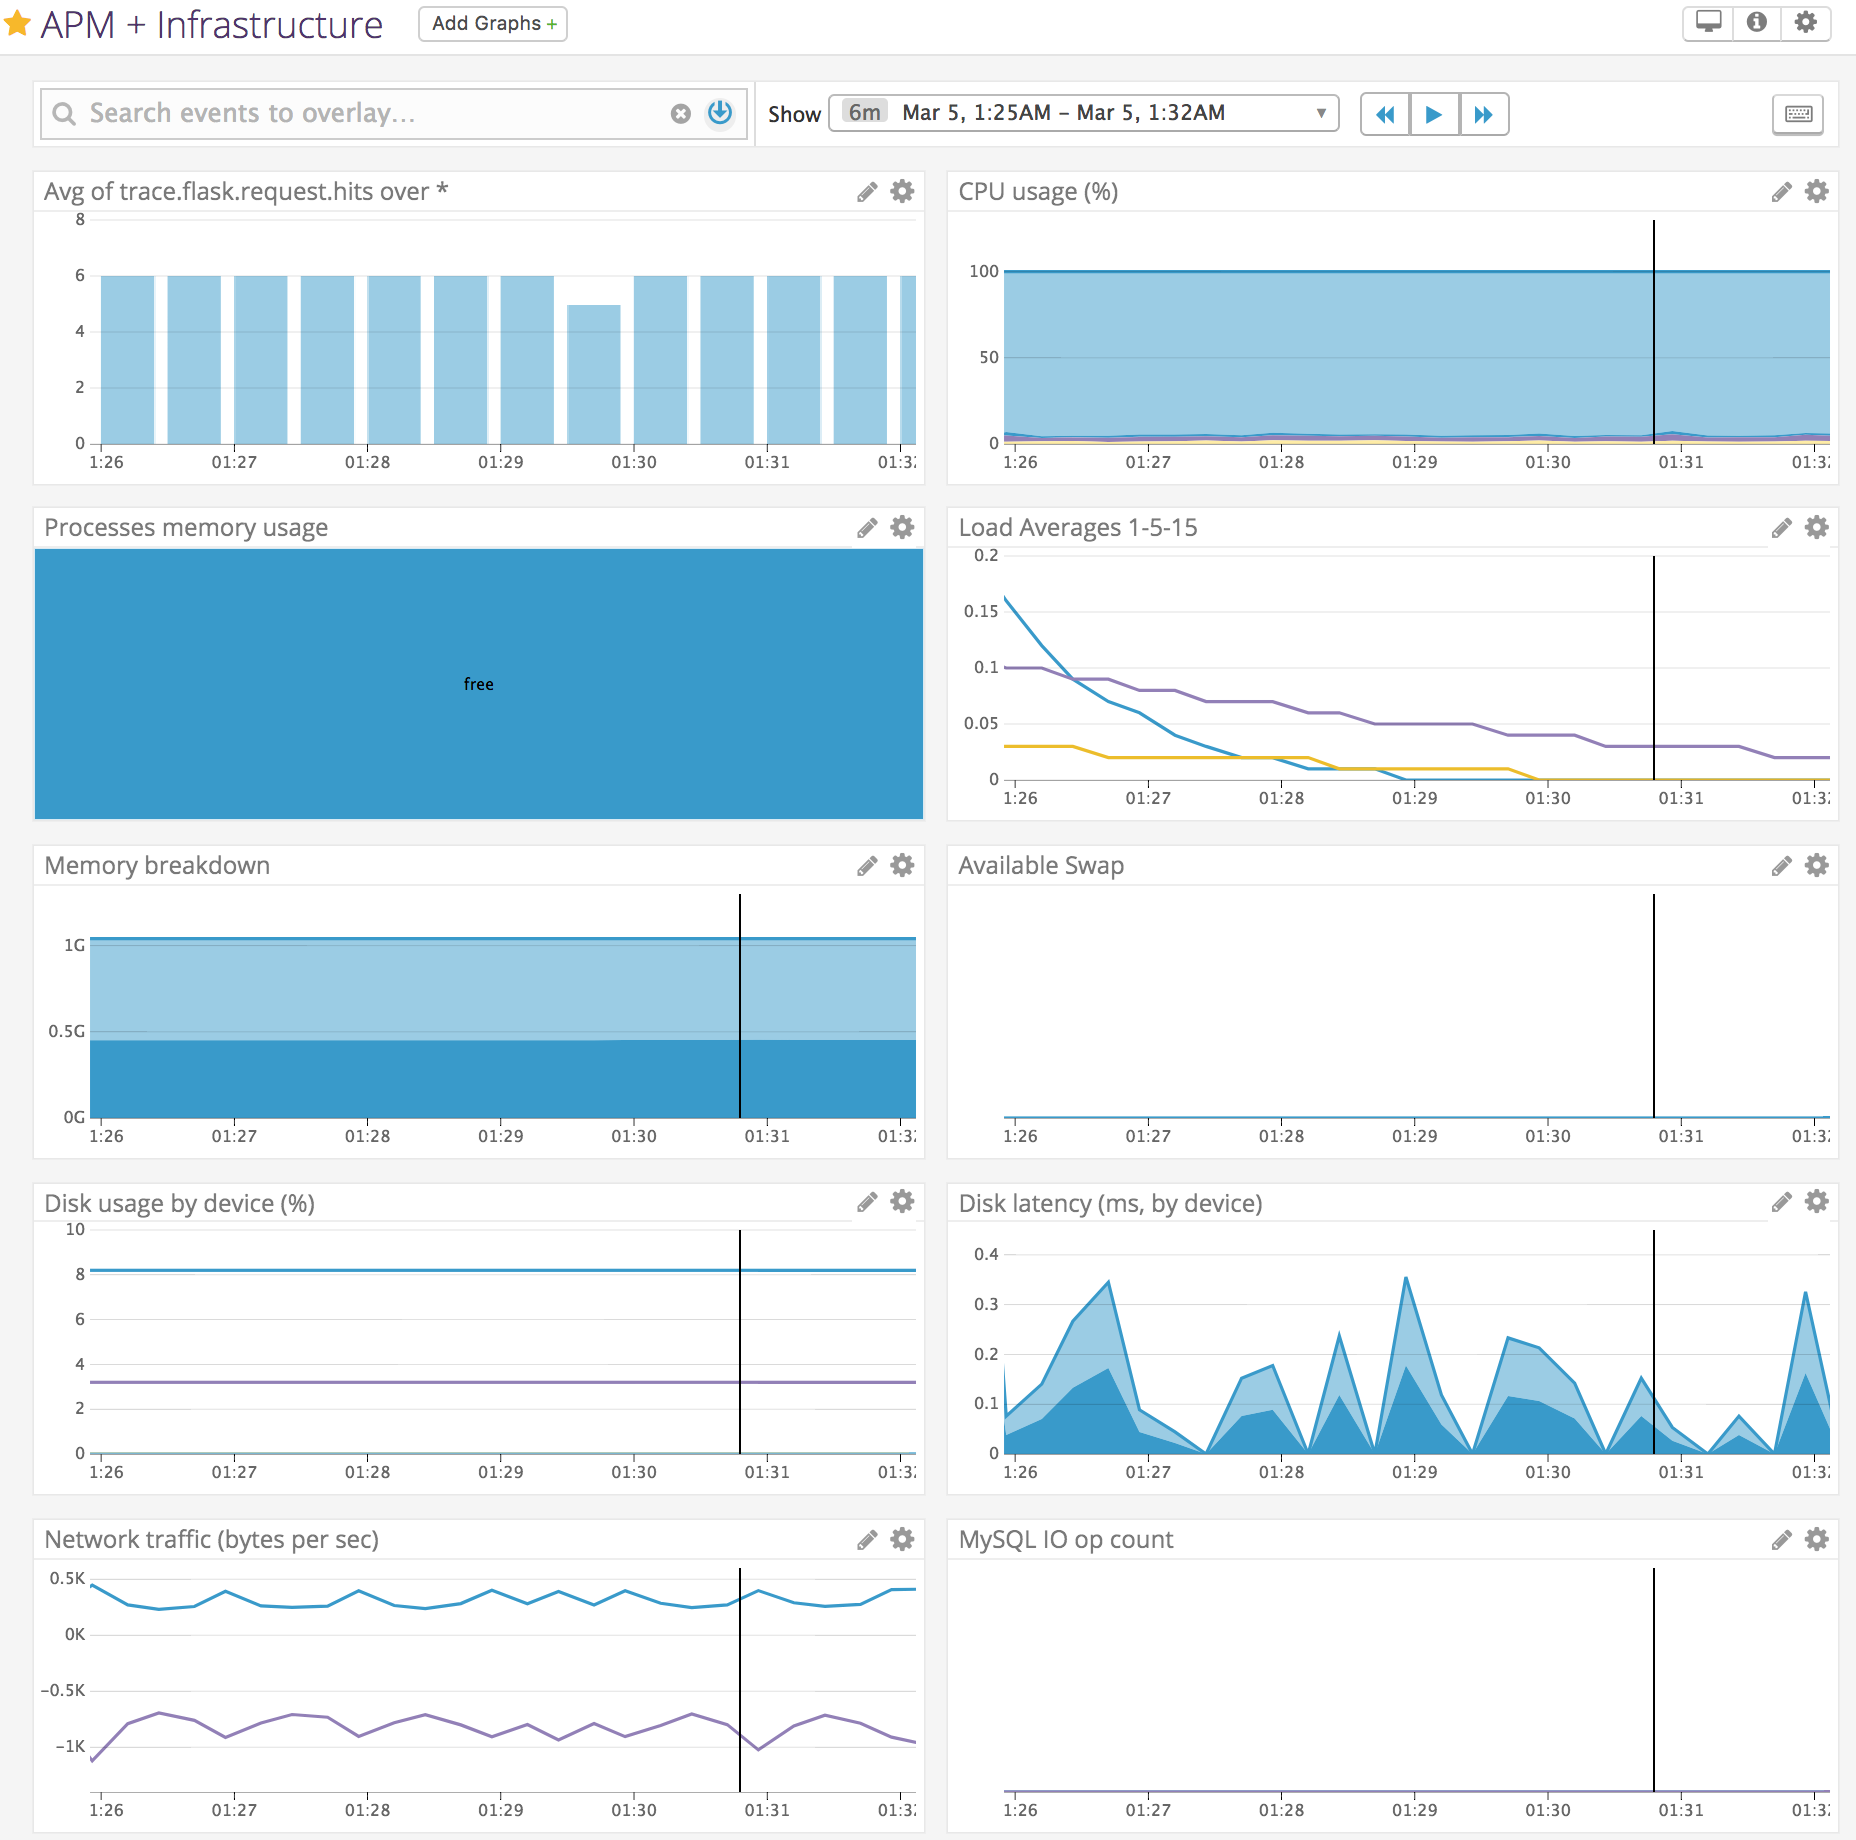 APM + Infrastructure
Add Graphs +
Search events to overlay...
Show
6m Mar 5, 1:25AM – Mar 5, 1:32AM
Avg of trace.flask.request.hits over *
8
6
4
2
0
1:26 01:27 01:28 01:29 01:30 01:31 01:32
CPU usage (%)
100
50
0
1:26 01:27 01:28 01:29 01:30 01:31 01:32
Processes memory usage
free
Load Averages 1-5-15
0.2
0.15
0.1
0.05
0
1:26 01:27 01:28 01:29 01:30 01:31 01:32
Memory breakdown
1G
0.5G
0G
1:26 01:27 01:28 01:29 01:30 01:31 01:32
Available Swap
1:26 01:27 01:28 01:29 01:30 01:31 01:32
Disk usage by device (%)
10
8
6
4
2
0
1:26 01:27 01:28 01:29 01:30 01:31 01:32
Disk latency (ms, by device)
0.4
0.3
0.2
0.1
0
1:26 01:27 01:28 01:29 01:30 01:31 01:32
Network traffic (bytes per sec)
0.5K
0K
−0.5K
−1K
1:26 01:27 01:28 01:29 01:30 01:31 01:32
MySQL IO op count
1:26 01:27 01:28 01:29 01:30 01:31 01:32